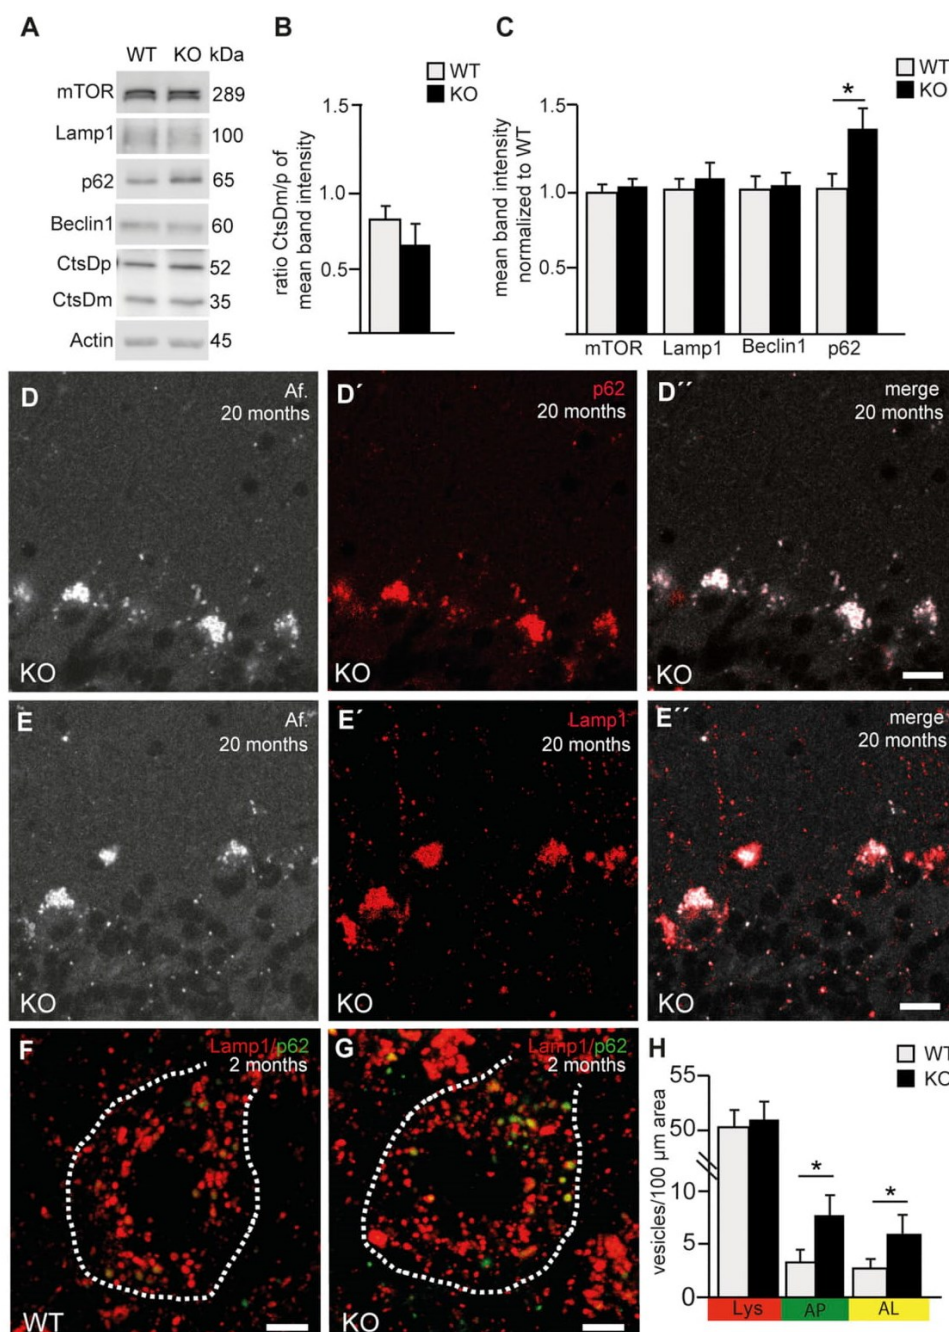 A
WT KO kDa
mTOR 289
Lamp1 100
p62 65
Beclin1 60
CtsDp 52
CtsDm 35
Actin 45
B
WT
KO
ratio CtsDm/p of
mean band intensity
1.5
1.0
0.5
C
WT
KO
mean band intensity
normalized to WT
1.5
1.0
0.5
*
mTOR Lamp1 Beclin1 p62
D
Af.
20 months
KO
D´
p62
20 months
KO
D´´
merge
20 months
KO
E
Af.
20 months
KO
E´
Lamp1
20 months
KO
E´´
merge
20 months
KO
F
Lamp1/p62
2 months
WT
G
Lamp1/p62
2 months
KO
H
WT
KO
vesicles/100 µm area
55
50
10
5
0
* *
Lys AP AL